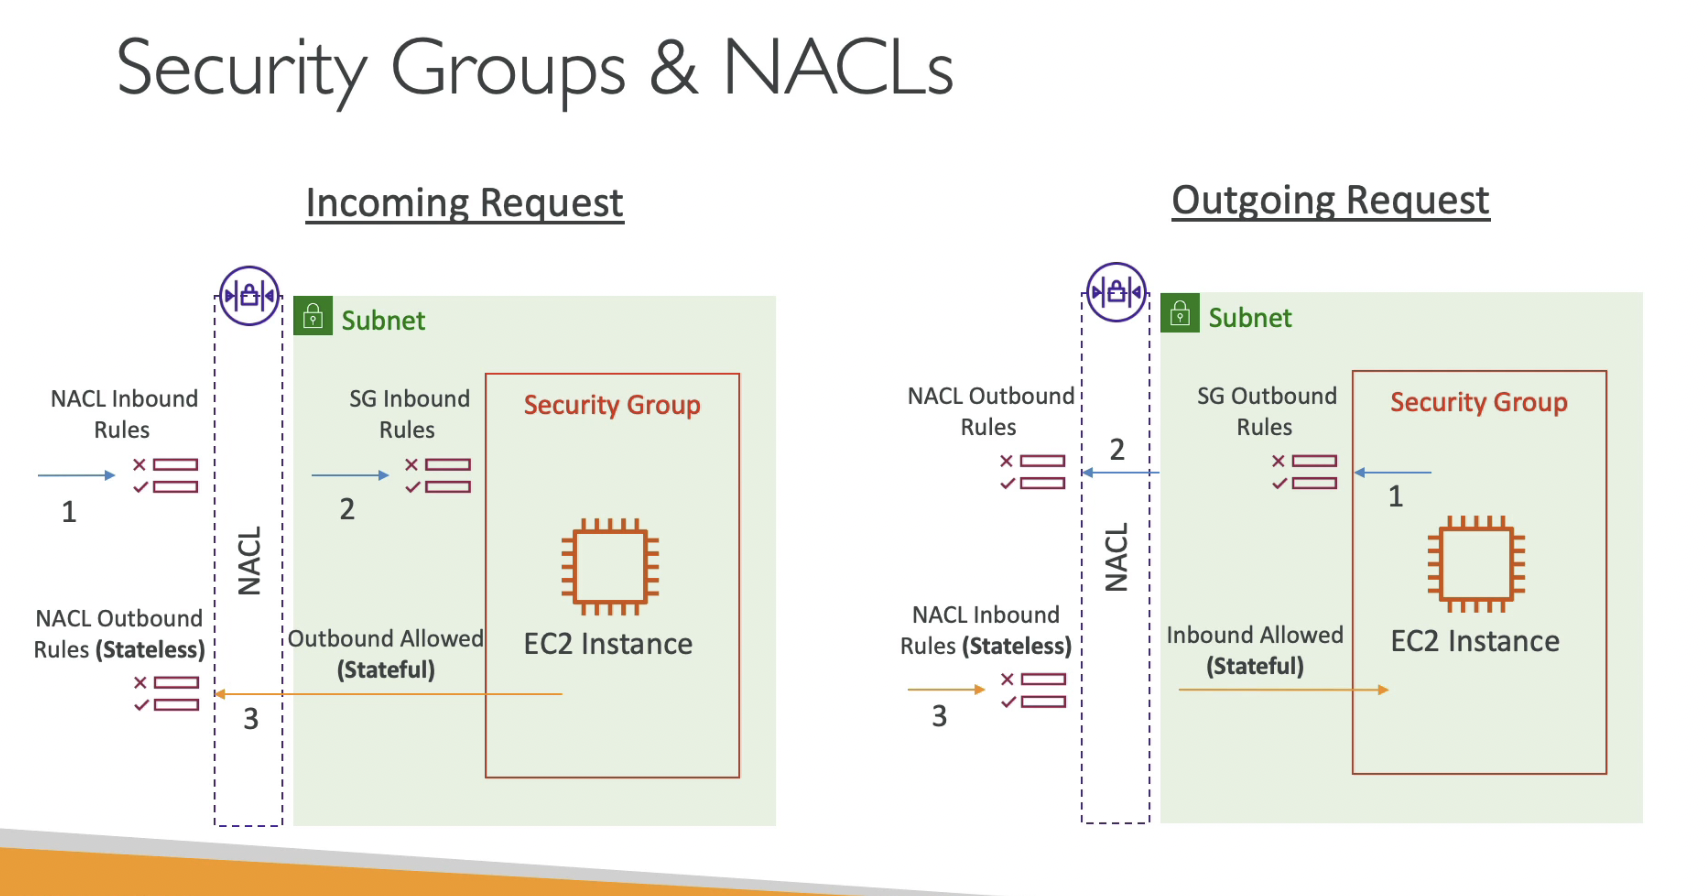 Security Groups & NACLs
Incoming Request
Subnet
NACL Inbound
Rules
SG Inbound
Rules
Security Group
1
2
NACL
EC2 Instance
NACL Outbound
Rules (Stateless)
Outbound Allowed
(Stateful)
3
Outgoing Request
Subnet
NACL Outbound
Rules
SG Outbound
Rules
Security Group
2
1
NACL
EC2 Instance
NACL Inbound
Rules (Stateless)
Inbound Allowed
(Stateful)
3